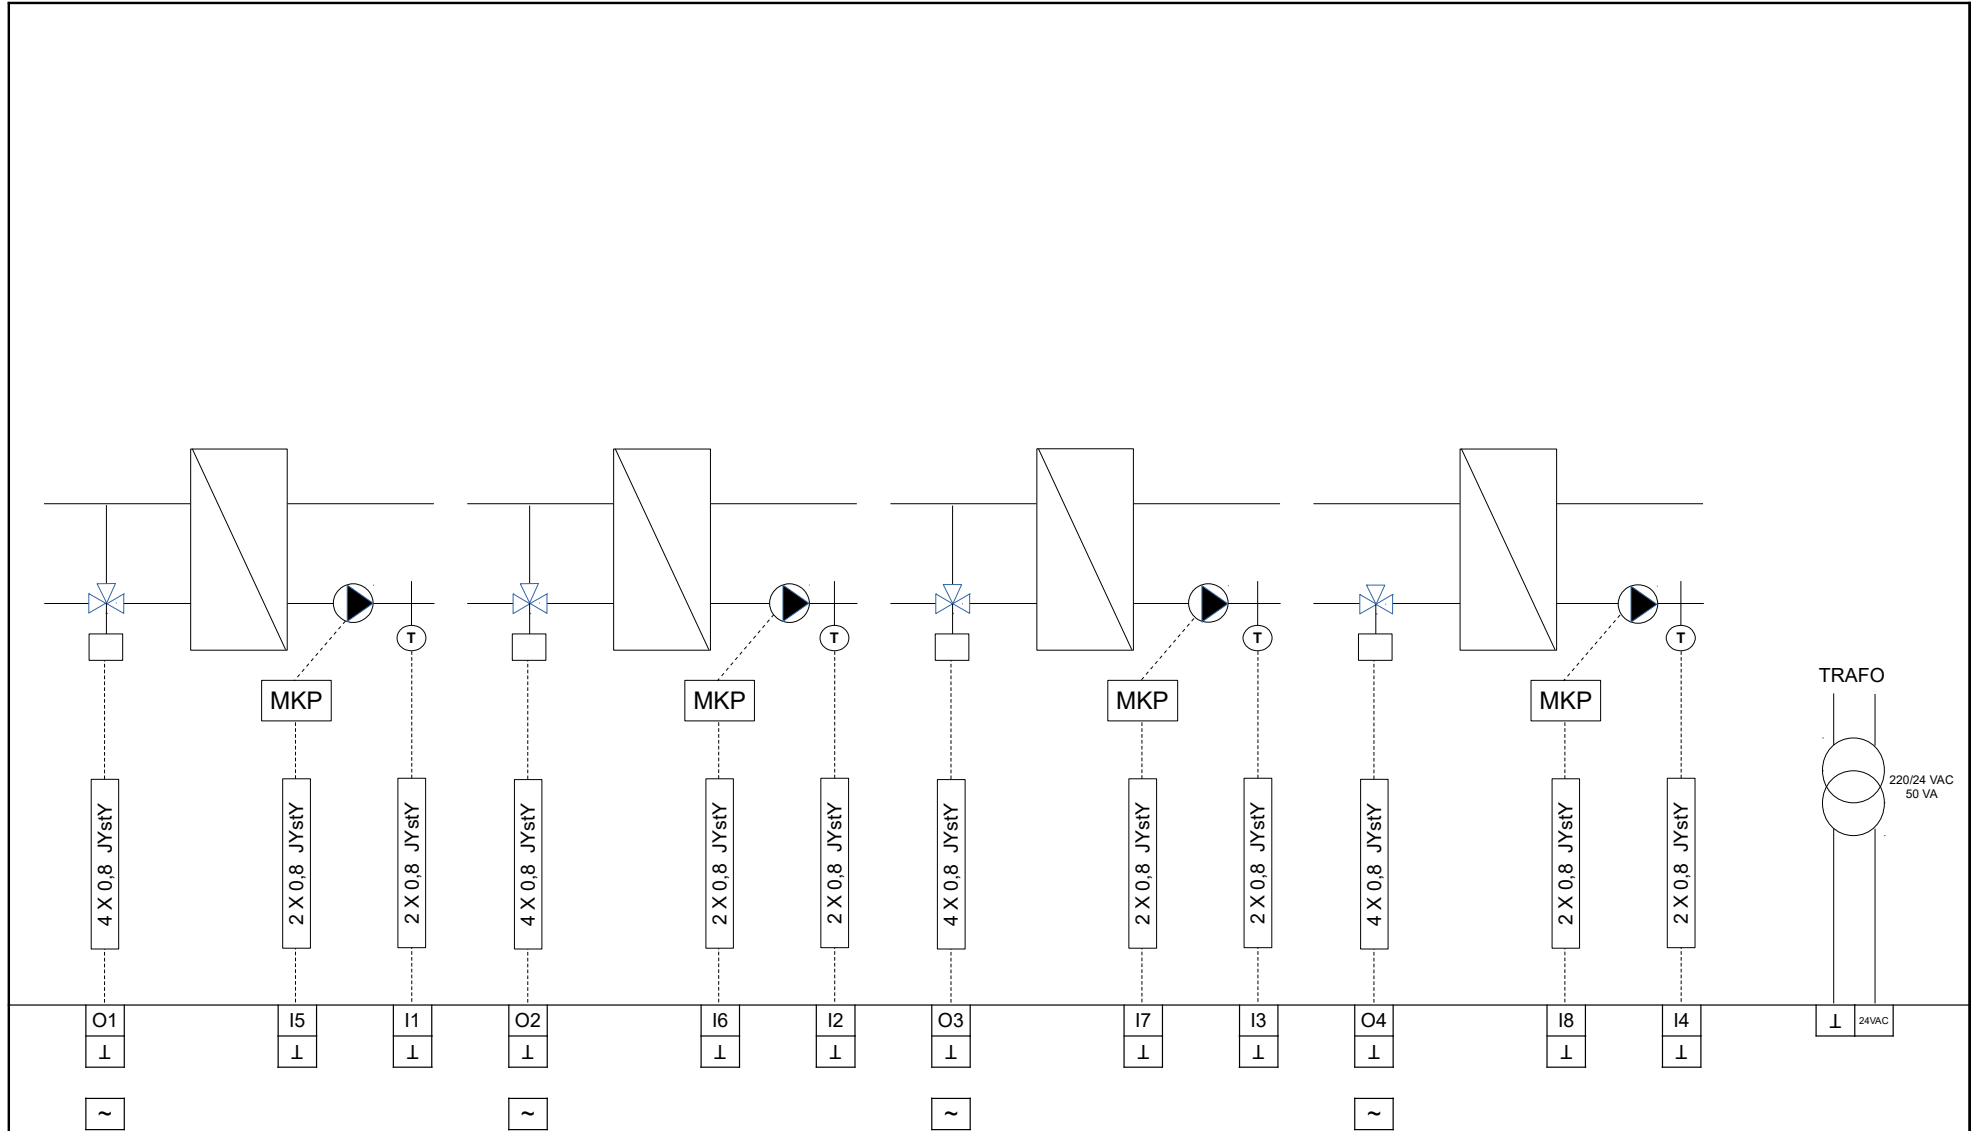 T T T T
TRAFO
MKP MKP MKP MKP
220/24 VAC
50 VA
4 X 0,8 JYstY
2 X 0,8 JYstY
2 X 0,8 JYstY
4 X 0,8 JYstY
2 X 0,8 JYstY
2 X 0,8 JYstY
4 X 0,8 JYstY
2 X 0,8 JYstY
2 X 0,8 JYstY
4 X 0,8 JYstY
2 X 0,8 JYstY
2 X 0,8 JYstY
O1 I5 I1 O2 I6 I2 O3 I7 I3 O4 I8 I4 ⊥ 24VAC
⊥ ⊥ ⊥ ⊥ ⊥ ⊥ ⊥ ⊥ ⊥ ⊥ ⊥ ⊥
~ ~ ~ ~